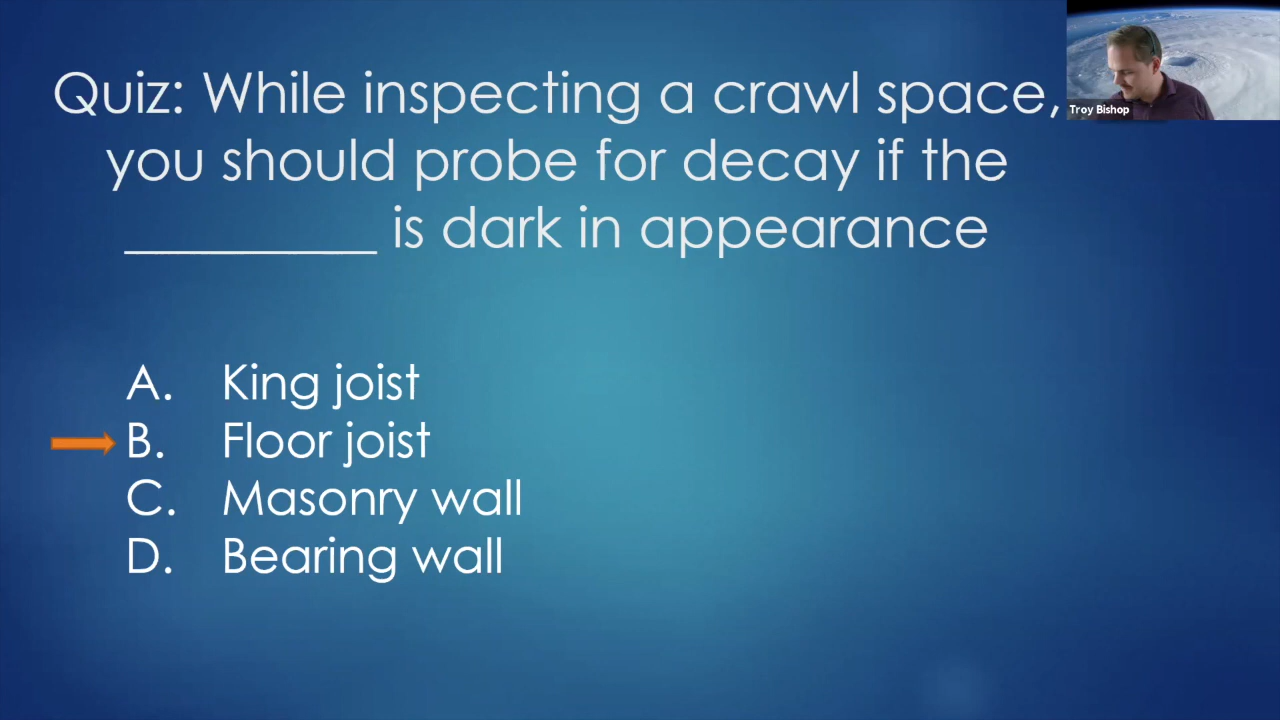 Quiz: While inspecting a crawl space,
you should probe for decay if the
_________ is dark in appearance
A. King joist
B. Floor joist
C. Masonry wall
D. Bearing wall
Troy Bishop